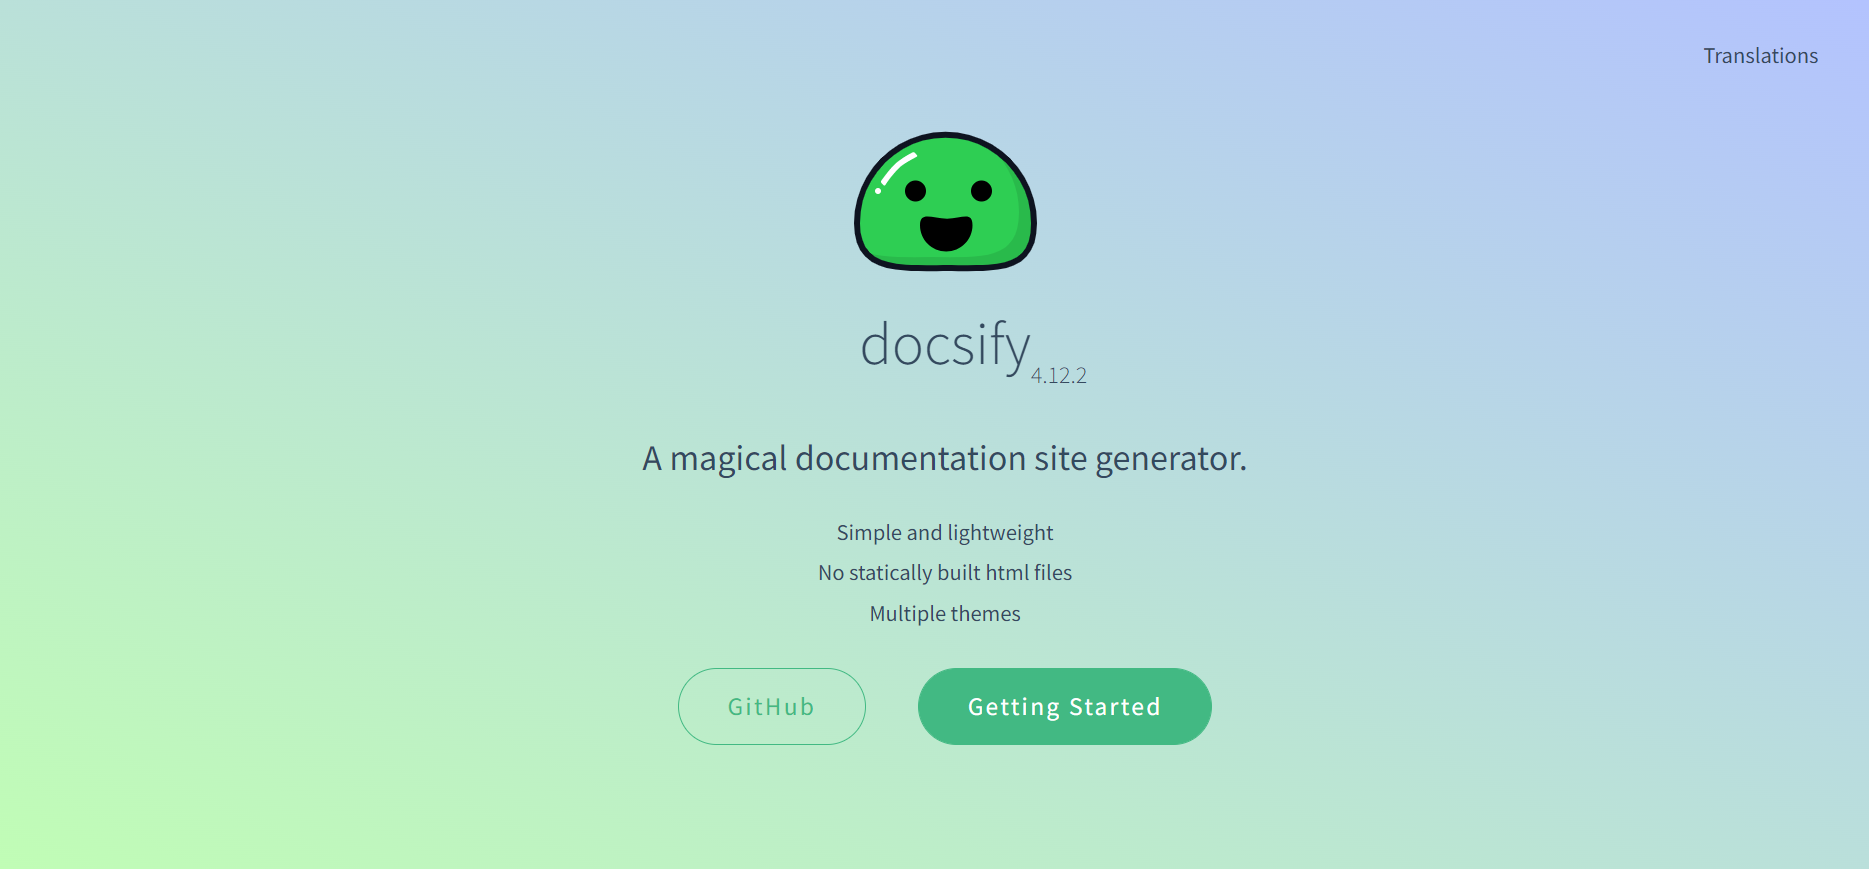 Translations
docsify
4.12.2
A magical documentation site generator.
Simple and lightweight
No statically built html files
Multiple themes
GitHub
Getting Started